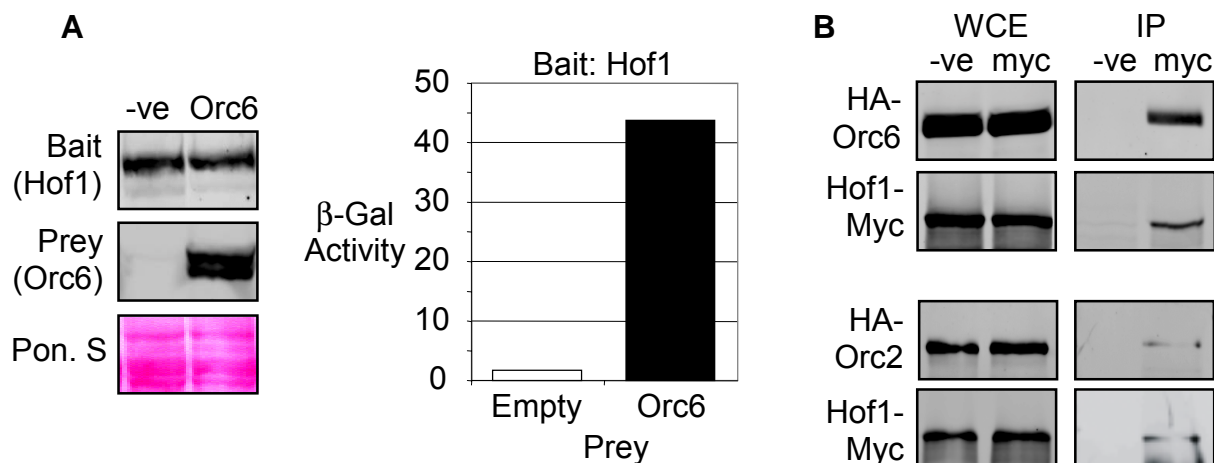 A
-ve Orc6
Bait
(Hof1)
Prey
(Orc6)
Pon. S
Bait: Hof1
β-Gal
Activity
50
40
30
20
10
0
Empty Orc6
Prey
B
WCE IP
-ve myc -ve myc
HA-
Orc6
Hof1-
Myc
HA-
Orc2
Hof1-
Myc